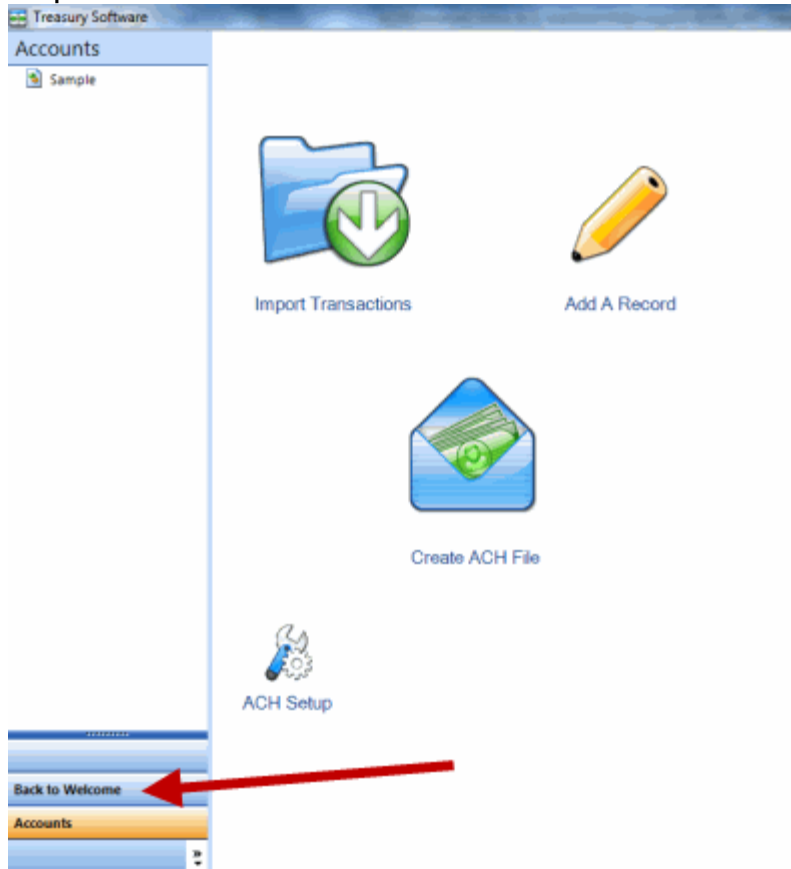 Treasury Software
Accounts
Sample
Import Transactions
Add A Record
Create ACH File
ACH Setup
Back to Welcome
Accounts